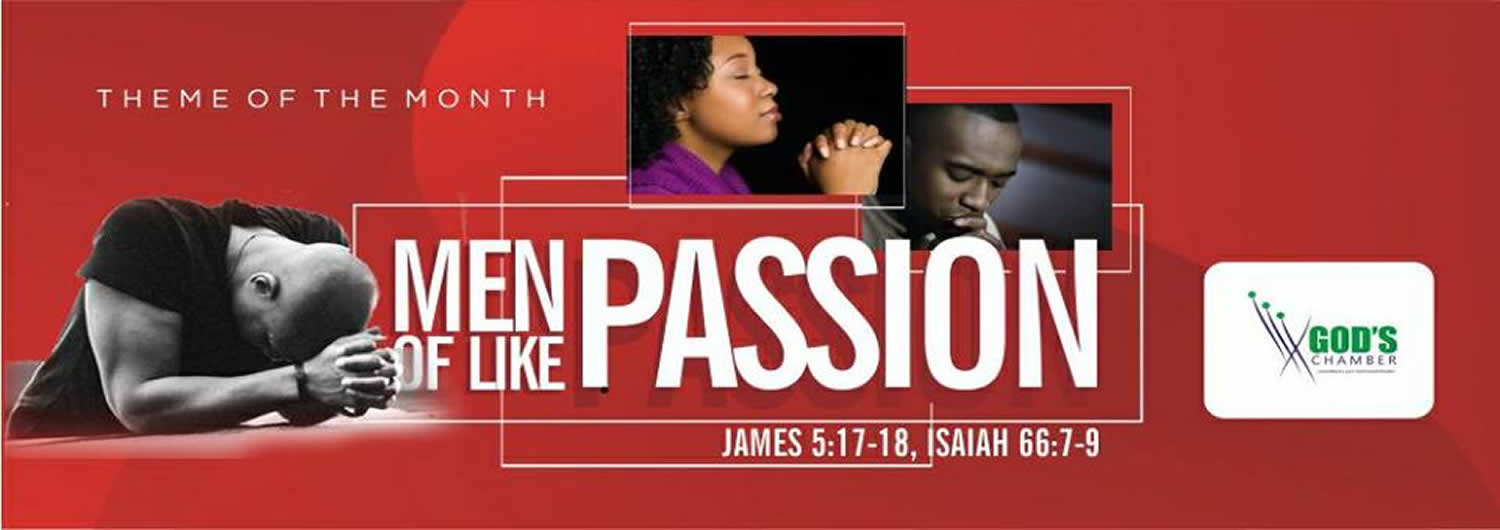 THEME OF THE MONTH
MEN
OF LIKE
PASSION
JAMES 5:17-18, ISAIAH 66:7-9
GOD'S
CHAMBER